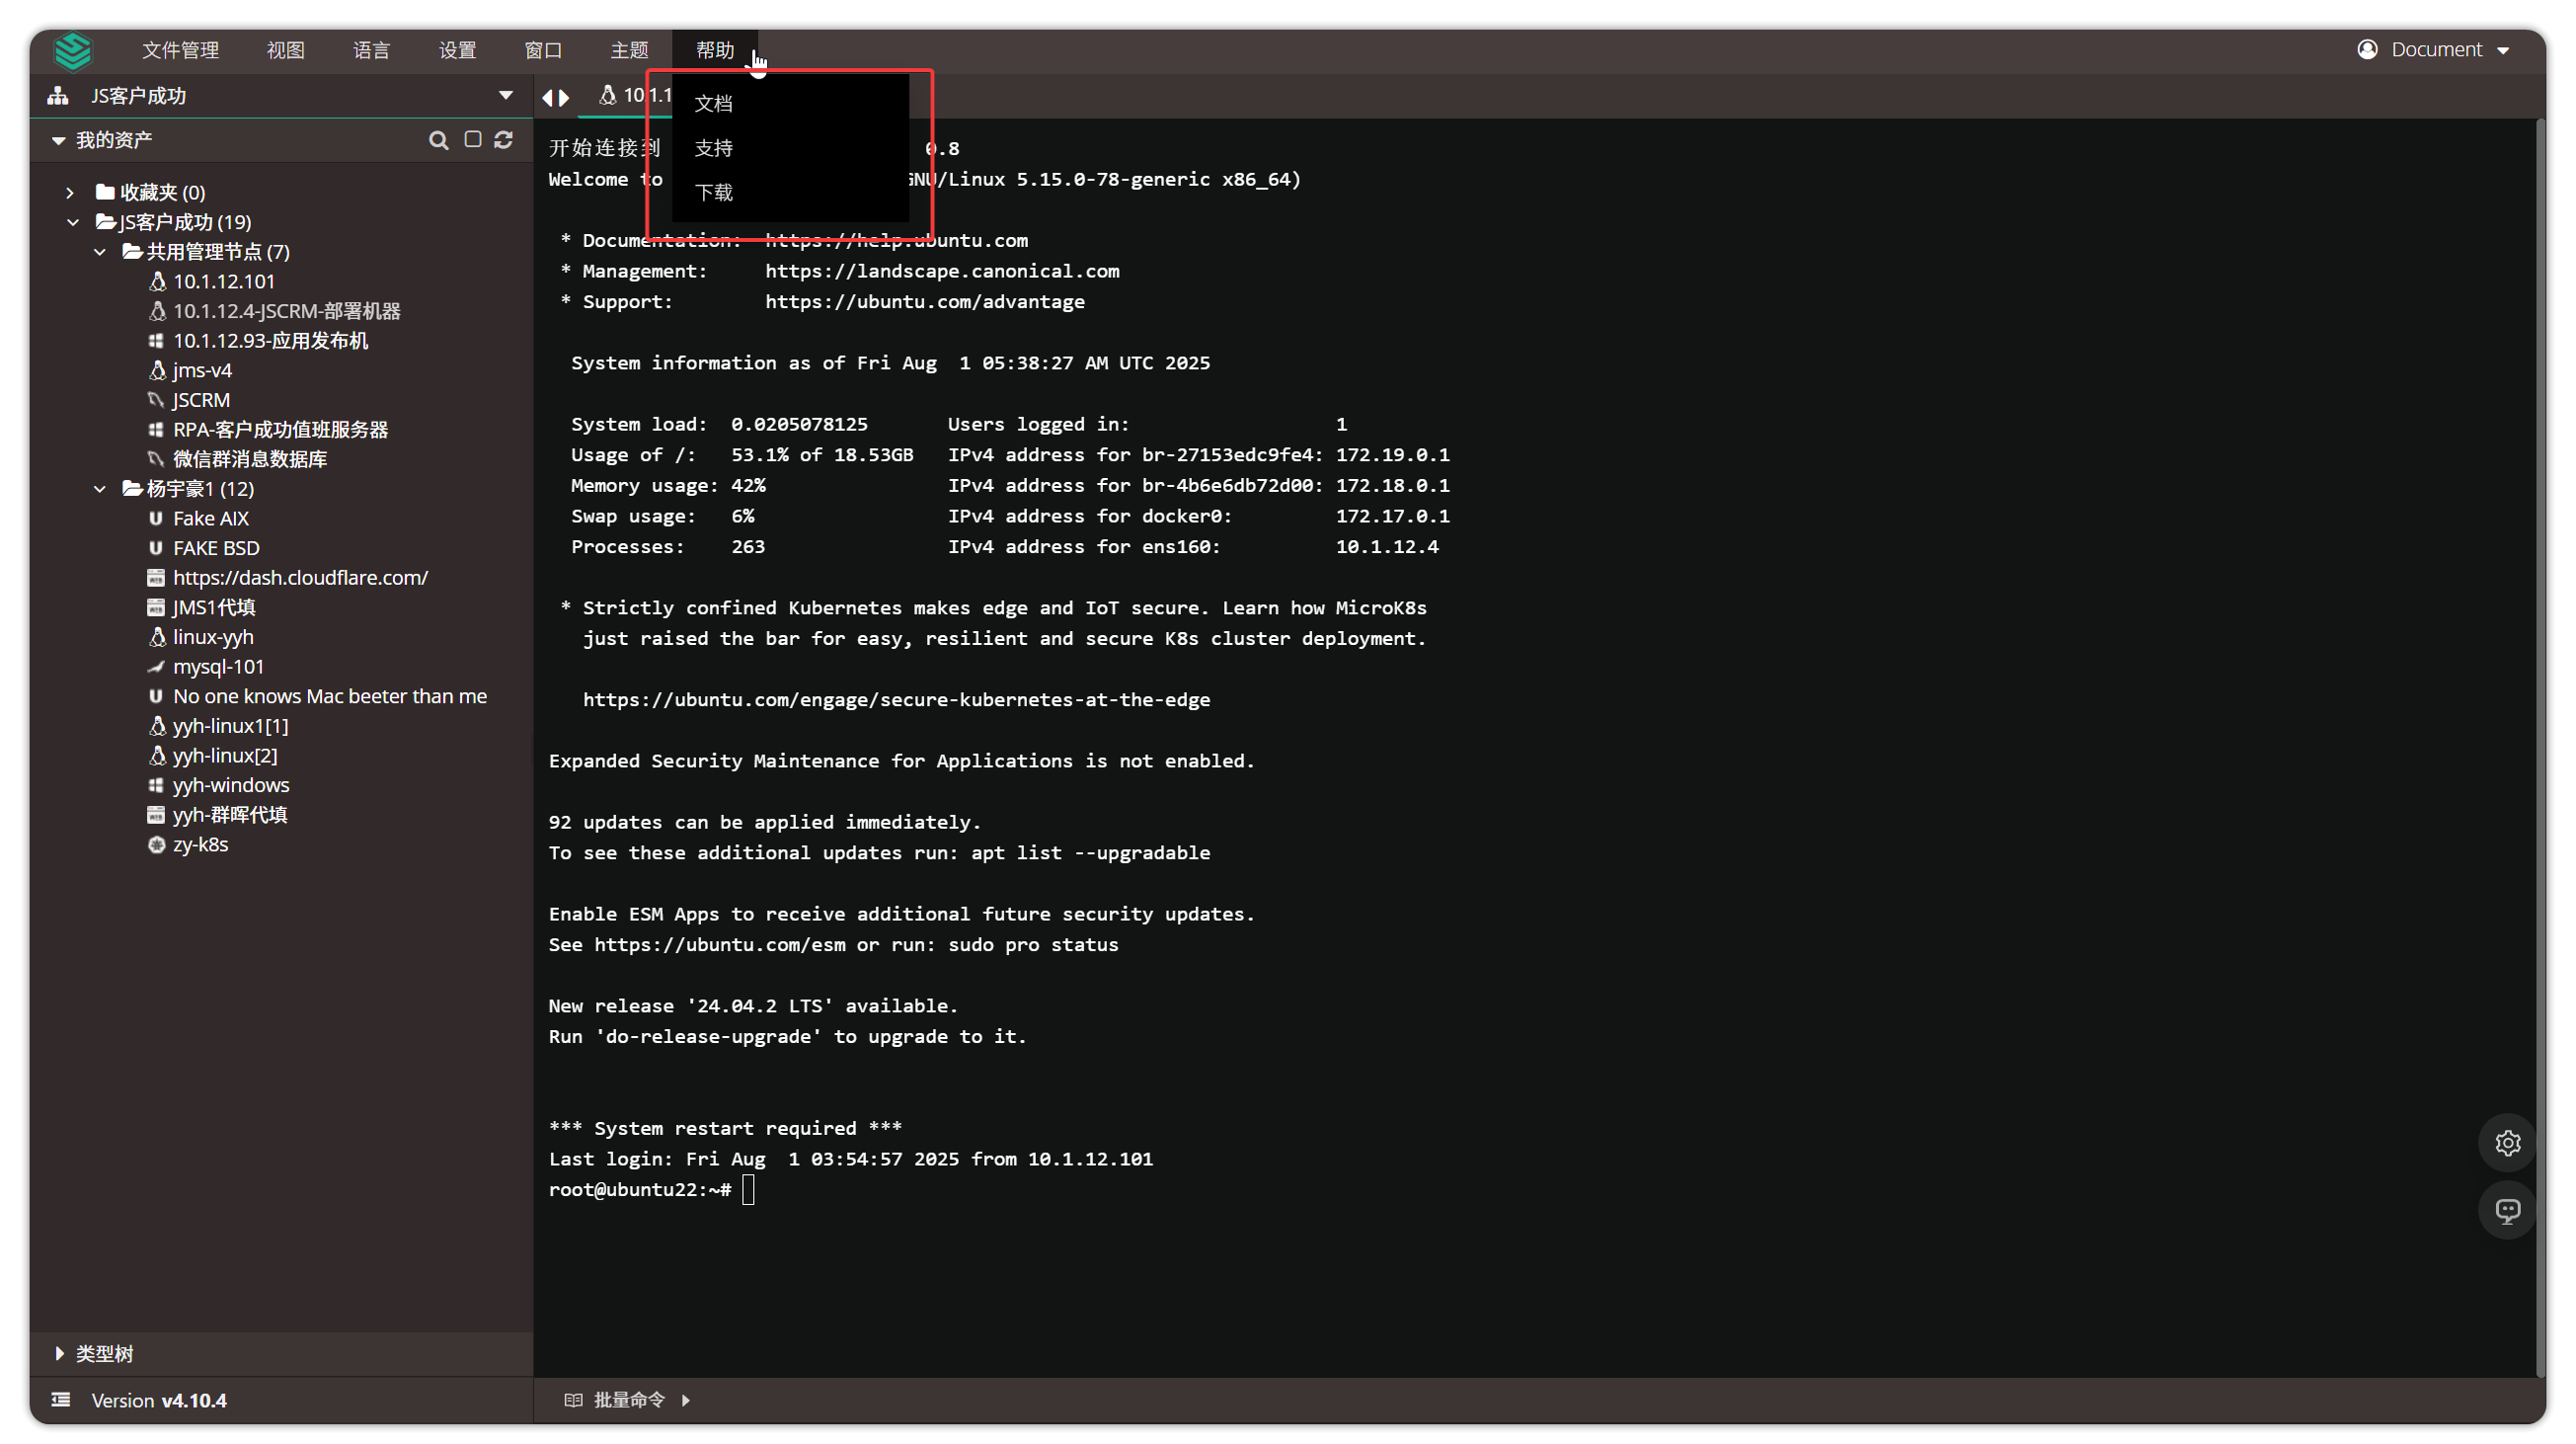 文件管理 视图 语言 设置 窗口 主题 帮助 Document
JS客户成功
10.1.1
文档
支持
下载
我的资产
收藏夹 (0)
JS客户成功 (19)
共用管理节点 (7)
10.1.12.101
10.1.12.4-JSCRM-部署机器
10.1.12.93-应用发布机
jms-v4
JSCRM
RPA-客户成功值班服务器
微信群消息数据库
杨宇豪1 (12)
Fake AIX
FAKE BSD
https://dash.cloudflare.com/
JMS1代填
linux-yyh
mysql-101
No one knows Mac beeter than me
yyh-linux1[1]
yyh-linux[2]
yyh-windows
yyh-群晖代填
zy-k8s
类型树
Version v4.10.4
开始连接到 0.8
Welcome to GNU/Linux 5.15.0-78-generic x86_64)
* Documentation: https://help.ubuntu.com
* Management: https://landscape.canonical.com
* Support: https://ubuntu.com/advantage
System information as of Fri Aug 1 05:38:27 AM UTC 2025
System load: 0.0205078125 Users logged in: 1
Usage of /: 53.1% of 18.53GB IPv4 address for br-27153edc9fe4: 172.19.0.1
Memory usage: 42% IPv4 address for br-4b6e6db72d00: 172.18.0.1
Swap usage: 6% IPv4 address for docker0: 172.17.0.1
Processes: 263 IPv4 address for ens160: 10.1.12.4
* Strictly confined Kubernetes makes edge and IoT secure. Learn how MicroK8s
just raised the bar for easy, resilient and secure K8s cluster deployment.
https://ubuntu.com/engage/secure-kubernetes-at-the-edge
Expanded Security Maintenance for Applications is not enabled.
92 updates can be applied immediately.
To see these additional updates run: apt list --upgradable
Enable ESM Apps to receive additional future security updates.
See https://ubuntu.com/esm or run: sudo pro status
New release '24.04.2 LTS' available.
Run 'do-release-upgrade' to upgrade to it.
*** System restart required ***
Last login: Fri Aug 1 03:54:57 2025 from 10.1.12.101
root@ubuntu22:~#
批量命令